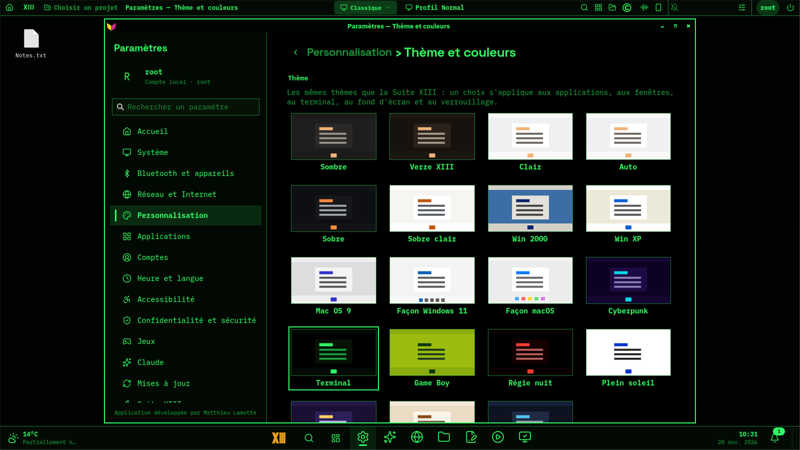 XIII
Choisir un projet
Paramètres — Thème et couleurs
Classique
Profil Normal
root
Paramètres — Thème et couleurs
Notes.txt
Paramètres
R
root
Compte local · root
Rechercher un paramètre
Accueil
Système
Bluetooth et appareils
Réseau et Internet
Personnalisation
Applications
Comptes
Heure et langue
Accessibilité
Confidentialité et sécurité
Jeux
Claude
Mises à jour
Application développée par Matthieu Lamotte
Personnalisation > Thème et couleurs
Thème
Les mêmes thèmes que la Suite XIII : un choix s'applique aux applications, aux fenêtres,
au terminal, au fond d'écran et au verrouillage.
Sombre
Verre XIII
Clair
Auto
Sobre
Sobre clair
Win 2000
Win XP
Mac OS 9
Façon Windows 11
Façon macOS
Cyberpunk
Terminal
Game Boy
Régie nuit
Plein soleil
14°C
Partiellement n…
XIII
10:31
28 nov. 2026
1